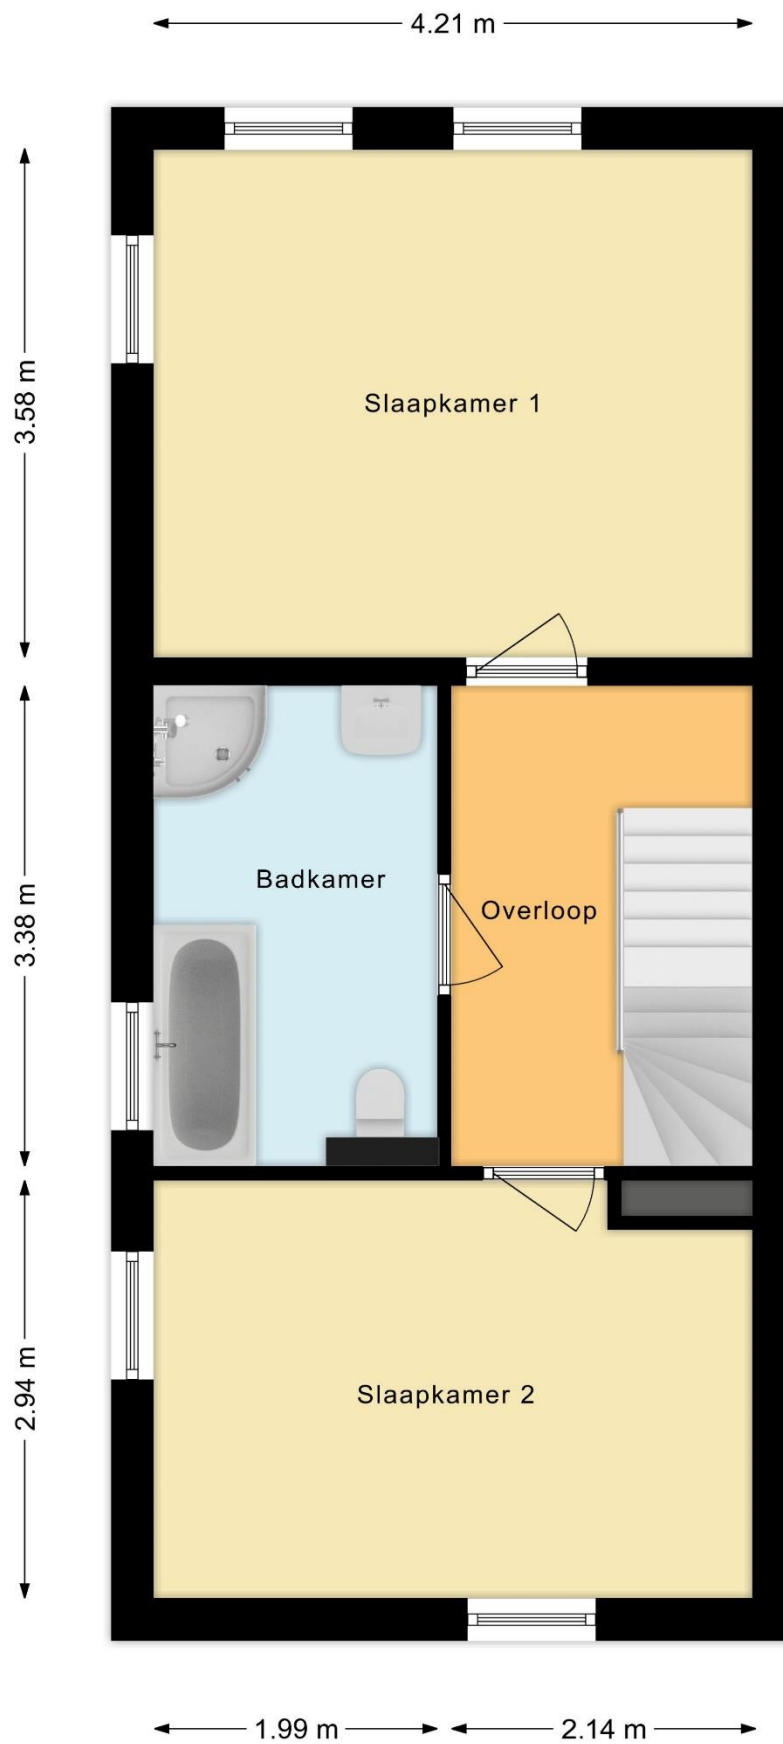 4.21 m
3.58 m
Slaapkamer 1
3.38 m
Badkamer
Overloop
2.94 m
Slaapkamer 2
1.99 m
2.14 m